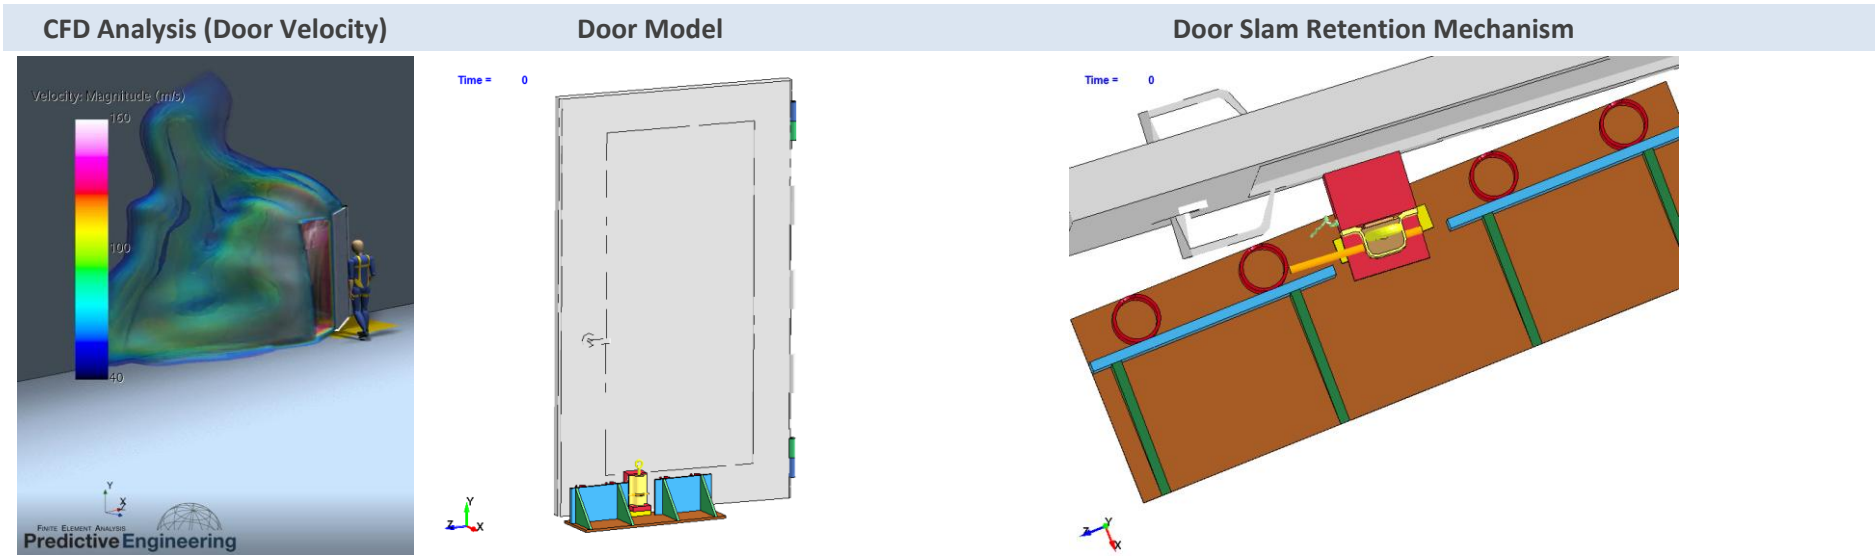 CFD Analysis (Door Velocity)
Door Model
Door Slam Retention Mechanism
Velocity: Magnitude (m/s)
160
100
40
Y
X
Z
FINITE ELEMENT ANALYSIS
Predictive Engineering
Time = 0
Y
Z
X
Time = 0
Y
Z
X